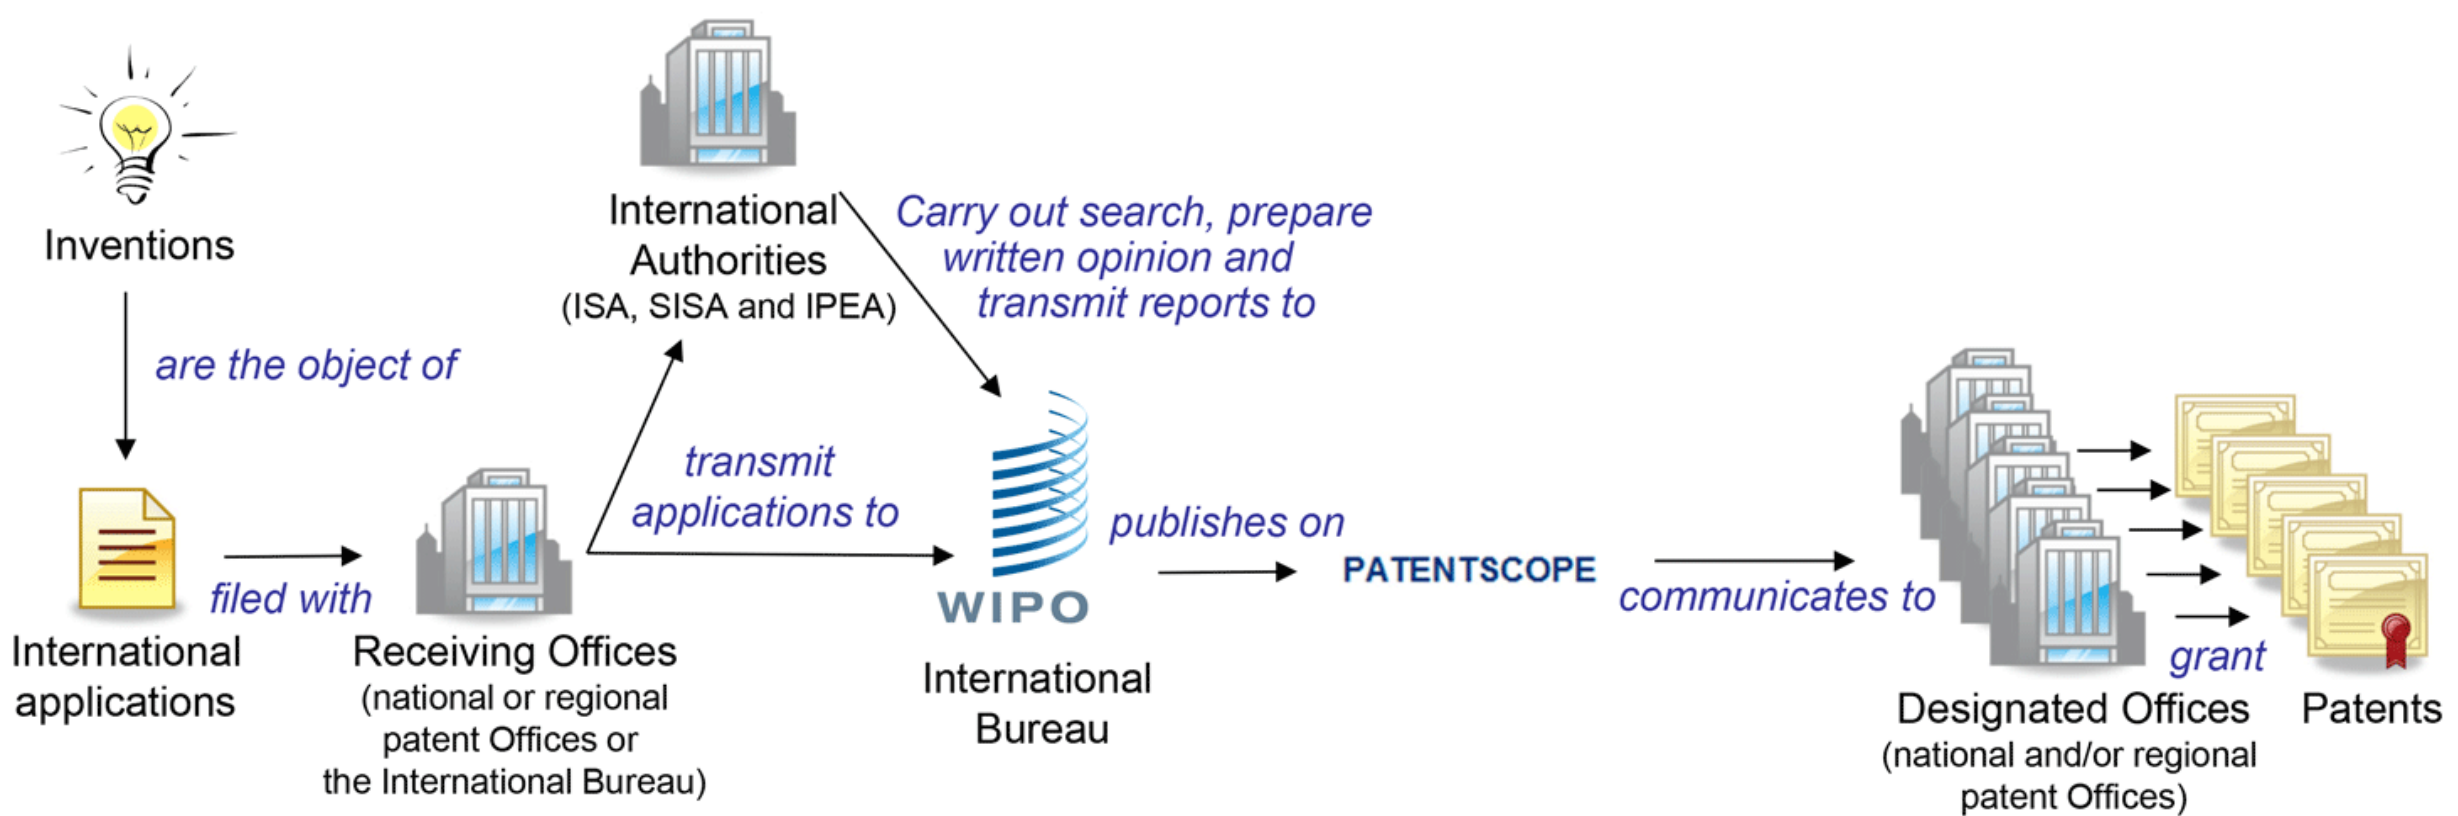 Inventions
are the object of
International
applications
filed with
Receiving Offices
(national or regional
patent Offices or
the International Bureau)
transmit
applications to
International
Authorities
(ISA, SISA and IPEA)
Carry out search, prepare
written opinion and
transmit reports to
WIPO
International
Bureau
publishes on
PATENTSCOPE
communicates to
Designated Offices
(national and/or regional
patent Offices)
grant
Patents